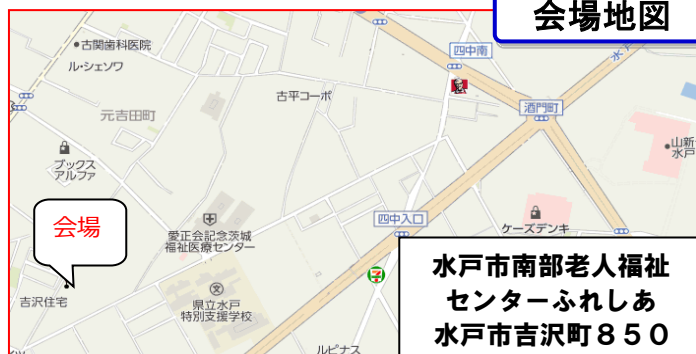 会場地図
古関歯科医院
ル・シェソワ
四中南
古平コーポ
元吉田町
酒門町
山新
水戸
ブックス
アルファ
会場
愛正会記念茨城
福祉医療センター
四中入口
ケーズデンキ
吉沢住宅
県立水戸
特別支援学校
ルピナス
水戸市南部老人福祉
センターふれしあ
水戸市吉沢町850